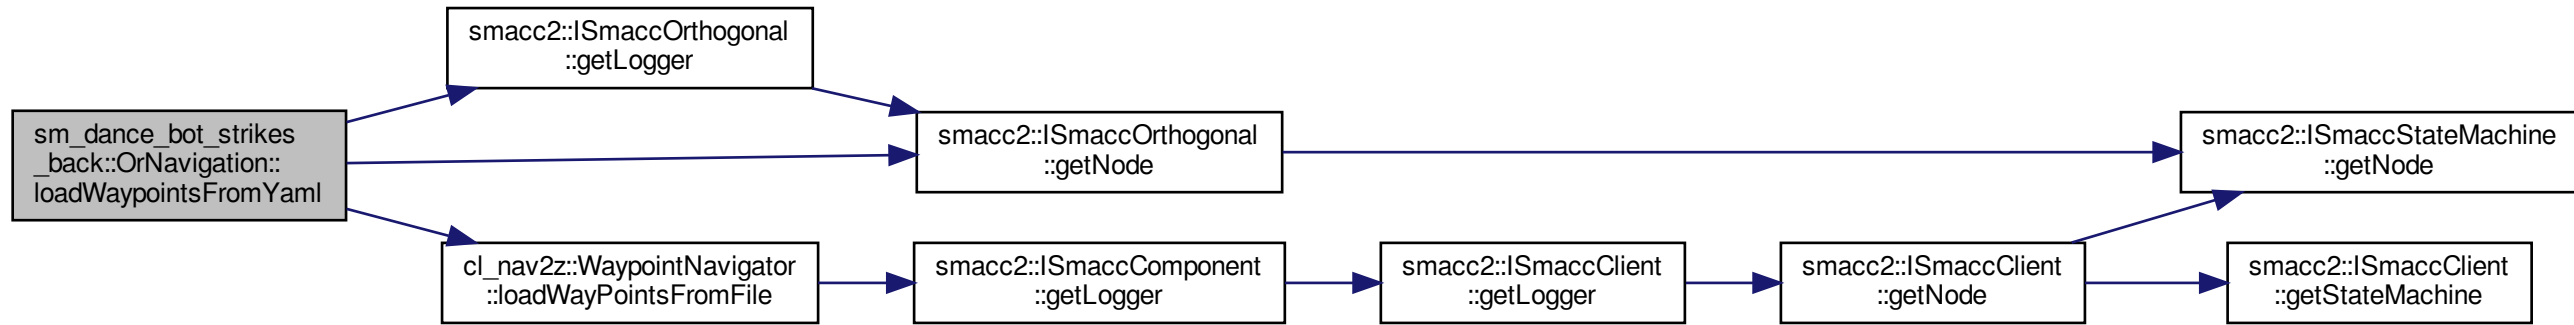 sm_dance_bot_strikes
_back::OrNavigation::
loadWaypointsFromYaml
smacc2::ISmaccOrthogonal
::getLogger
smacc2::ISmaccOrthogonal
::getNode
smacc2::ISmaccStateMachine
::getNode
cl_nav2z::WaypointNavigator
::loadWayPointsFromFile
smacc2::ISmaccComponent
::getLogger
smacc2::ISmaccClient
::getLogger
smacc2::ISmaccClient
::getNode
smacc2::ISmaccClient
::getStateMachine